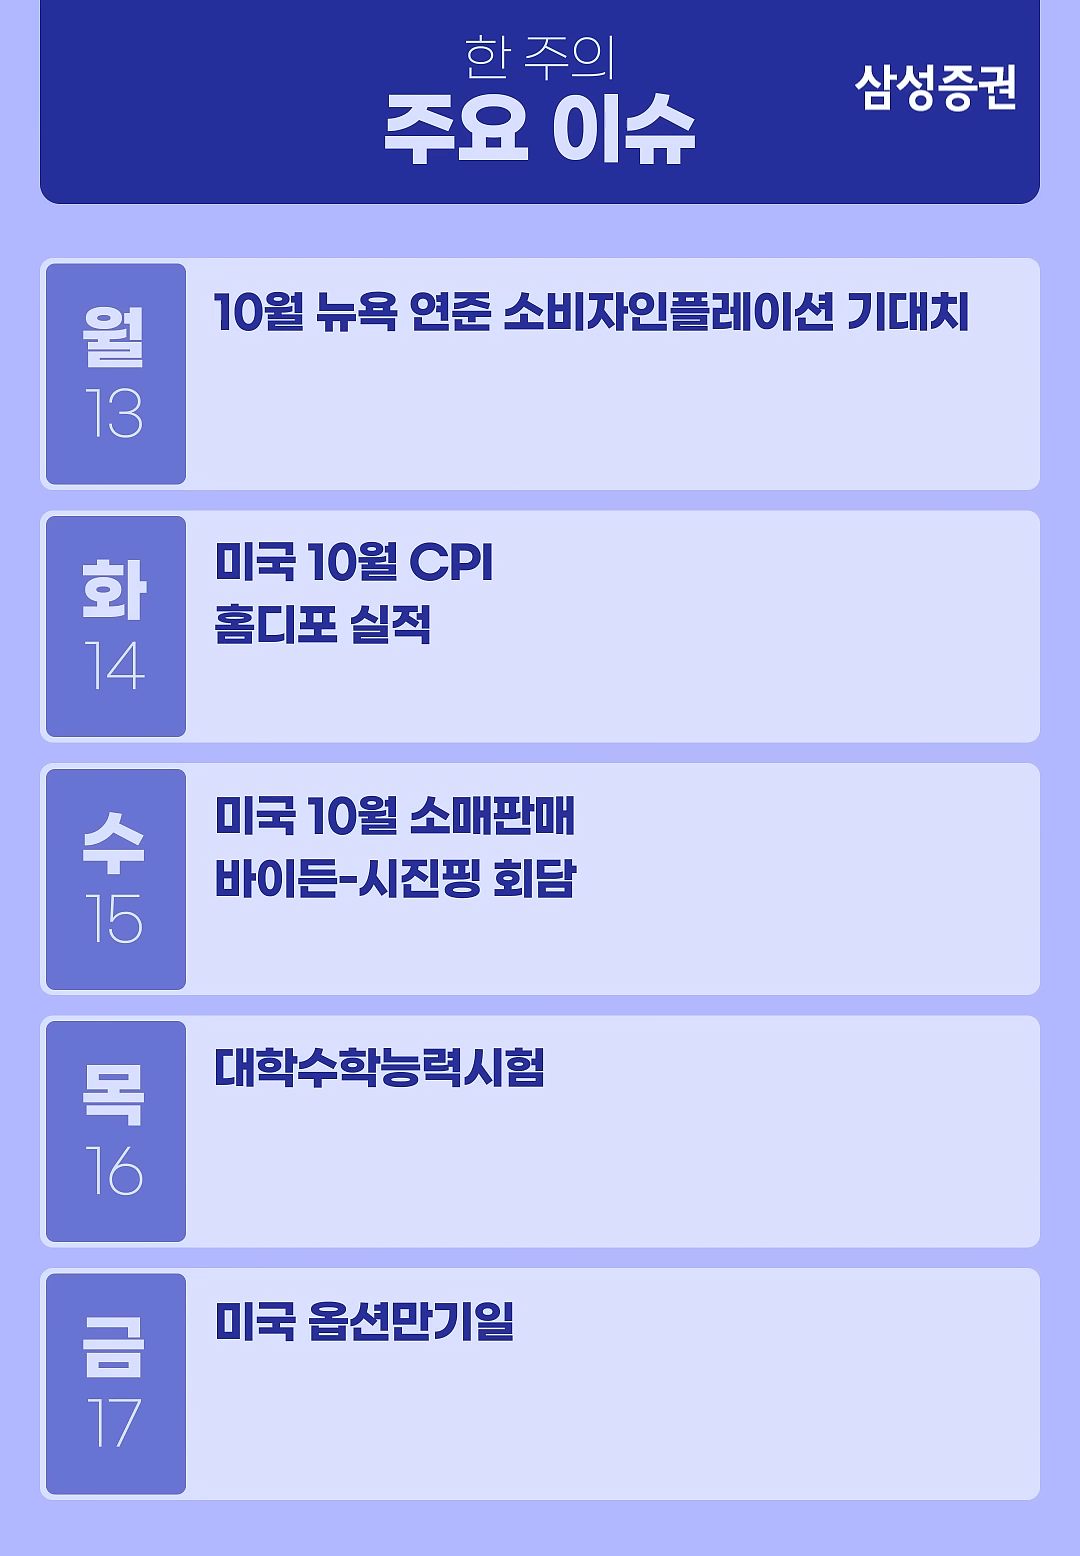 한 주의
주요 이슈
삼성증권
월
13
10월 뉴욕 연준 소비자인플레이션 기대치
화
14
미국 10월 CPI
홈디포 실적
수
15
미국 10월 소매판매
바이든-시진핑 회담
목
16
대학수학능력시험
금
17
미국 옵션만기일